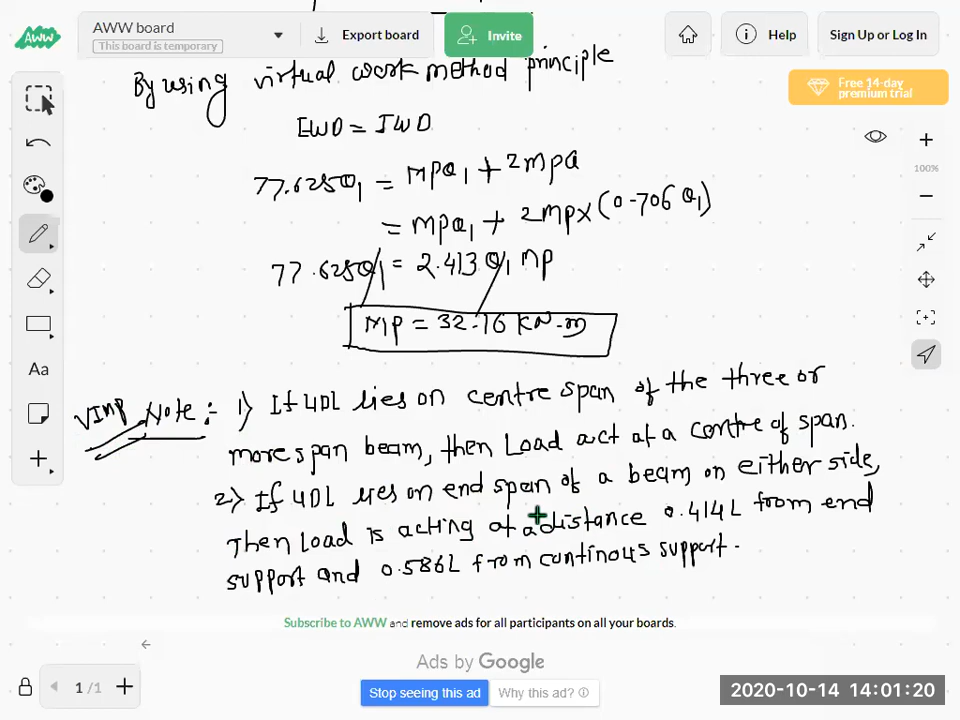 AWW board
This board is temporary
Export board
Invite
Help
Sign Up or Log In
Free 14-day
premium trial
AWW
100%
By using virtual work method principle
EWD = IWD
77.625θ1 = MPθ1 + 2MPθ
= MPθ1 + 2MP×(0.706θ1)
77.625θ1 = 2.413θ1 MP
MP = 32.16 KN-m
VIMP Note:- 1) If UDL lies on centre span of the three or
more span beam, then Load act at a centre of span.
2) If UDL lies on end span of a beam on either side,
Then Load is acting at a distance 0.414L from end
support and 0.586L from continous support.
Aa
Subscribe to AWW and remove ads for all participants on all your boards.
Ads by Google
Stop seeing this ad
Why this ad?
1 / 1
2020-10-14 14:01:20